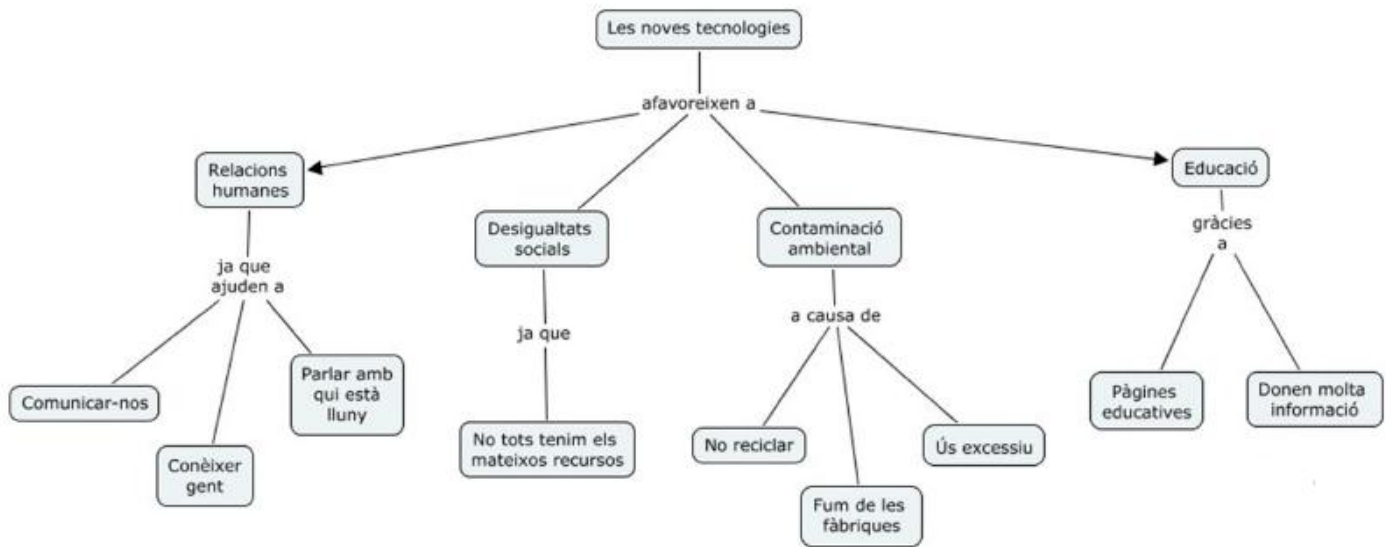 Les noves tecnologies
afavoreixen a
Relacions
humanes
ja que
ajuden a
Comunicar-nos
Conèixer
gent
Parlar amb
qui està
lluny
Desigualtats
socials
ja que
No tots tenim els
mateixos recursos
Contaminació
ambiental
a causa de
No reciclar
Fum de les
fàbriques
Ús excessiu
Educació
gràcies
a
Pàgines
educatives
Donen molta
informació